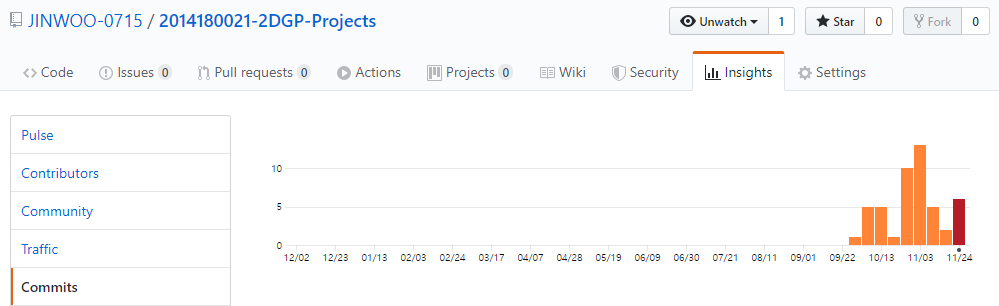 JINWOO-0715 / 2014180021-2DGP-Projects
Unwatch 1
Star 0
Fork 0
Code
Issues 0
Pull requests 0
Actions
Projects 0
Wiki
Security
Insights
Settings
Pulse
Contributors
Community
Traffic
Commits
10
5
0
12/02 12/23 01/13 02/03 02/24 03/17 04/07 04/28 05/19 06/09 06/30 07/21 08/11 09/01 09/22 10/13 11/03 11/24